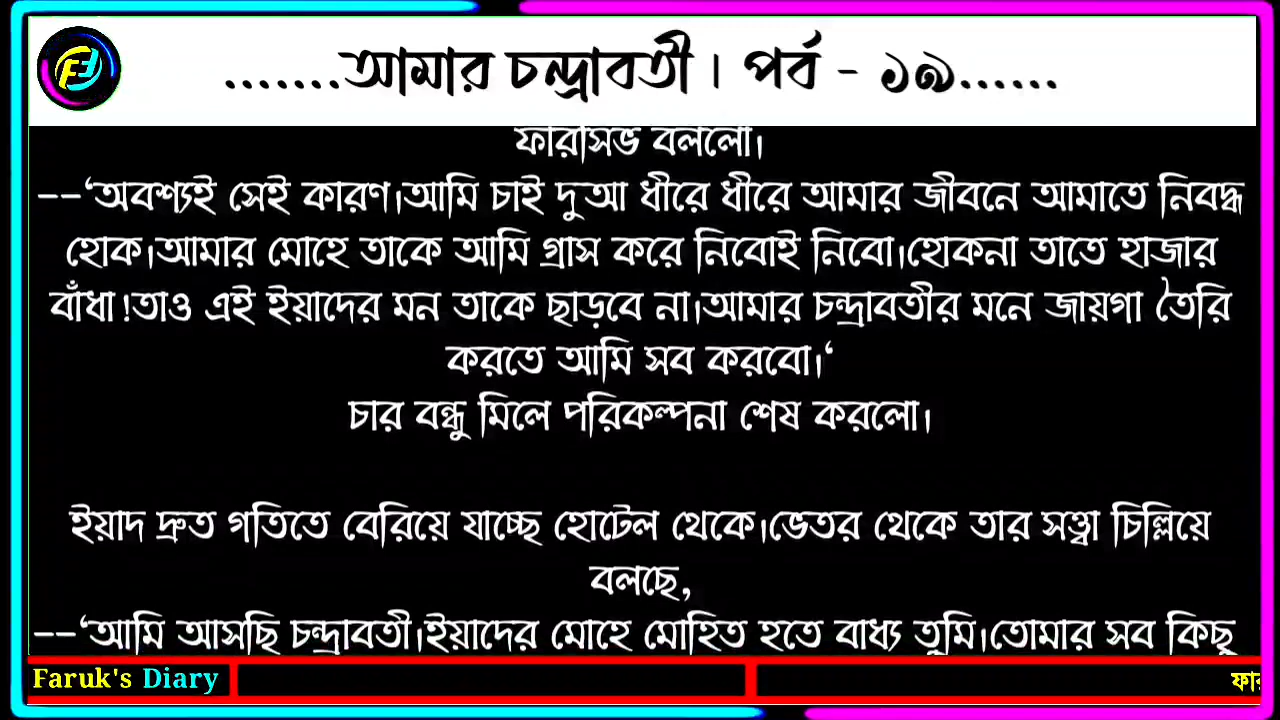 .......আমার চন্দ্রাবতী। পর্ব - ১৯......
ফারসিভ বললো।
--‘অবশ্যই সেই কারণ।আমি চাই দুআ ধীরে ধীরে আমার জীবনে আমাতে নিবদ্ধ
হোক।আমার মোহে তাকে আমি গ্রাস করে নিবোই নিবো।হোকনা তাতে হাজার
বাঁধা!তাও এই ইয়াদের মন তাকে ছাড়বে না।আমার চন্দ্রাবতীর মনে জায়গা তৈরি
করতে আমি সব করবো।‘
চার বন্ধু মিলে পরিকল্পনা শেষ করলো।
ইয়াদ দ্রুত গতিতে বেরিয়ে যাচ্ছে হোটেল থেকে।ভেতর থেকে তার সত্ত্বা চিল্লিয়ে
বলছে,
--‘আমি আসছি চন্দ্রাবতী।ইয়াদের মোহে মোহিত হতে বাধ্য তুমি।তোমার সব কিছু
Faruk's Diary